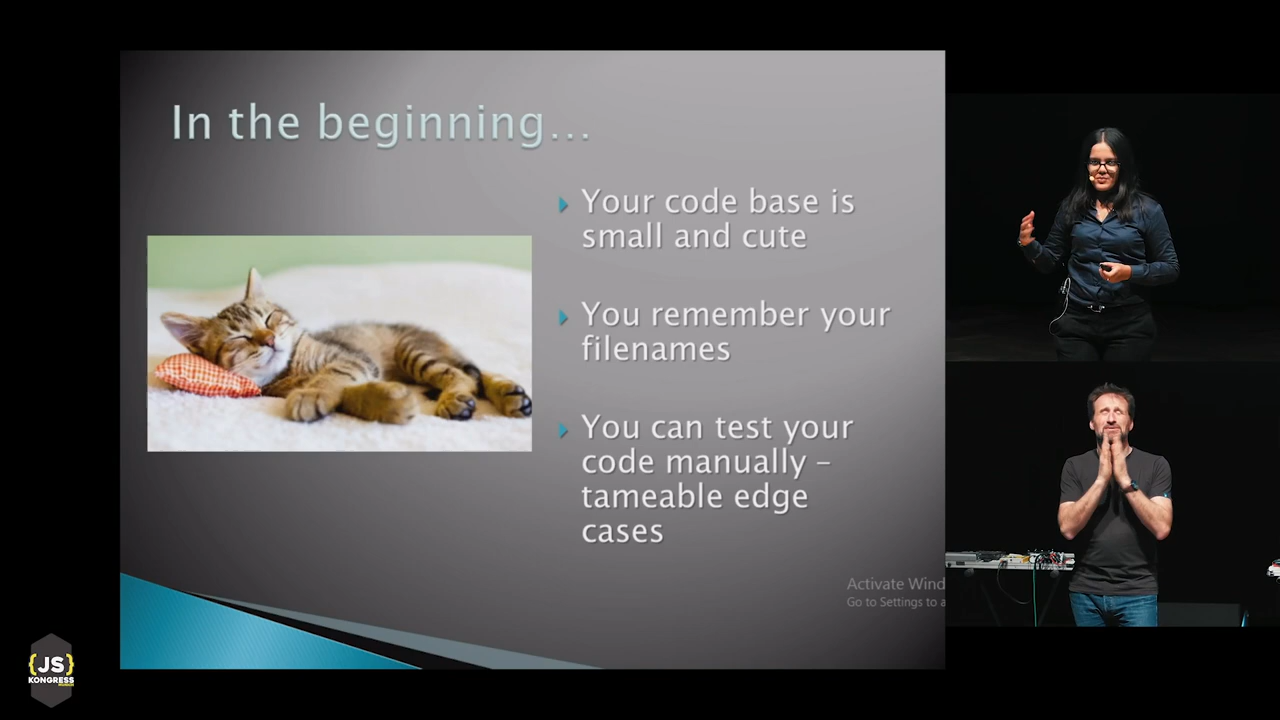 In the beginning...
Your code base is
small and cute
You remember your
filenames
You can test your
code manually –
tameable edge
cases
Activate Wind
Go to Settings to a
{JS}
KONGRESS